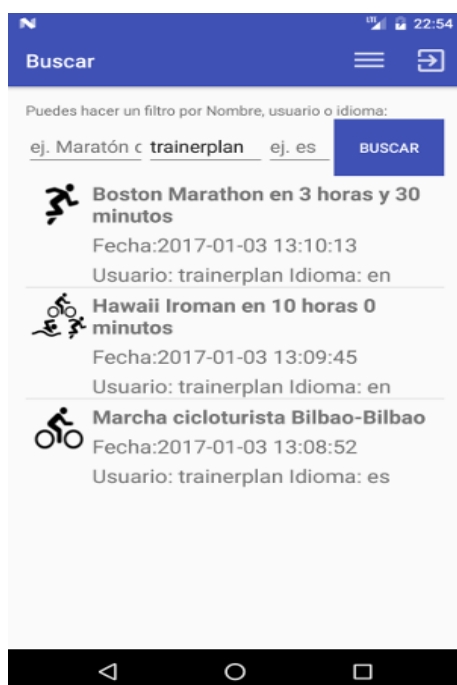 22:54
Buscar
Puedes hacer un filtro por Nombre, usuario o idioma:
ej. Maratón c trainerplan ej. es BUSCAR
Boston Marathon en 3 horas y 30
minutos
Fecha:2017-01-03 13:10:13
Usuario: trainerplan Idioma: en
Hawaii Iroman en 10 horas 0
minutos
Fecha:2017-01-03 13:09:45
Usuario: trainerplan Idioma: en
Marcha cicloturista Bilbao-Bilbao
Fecha:2017-01-03 13:08:52
Usuario: trainerplan Idioma: es